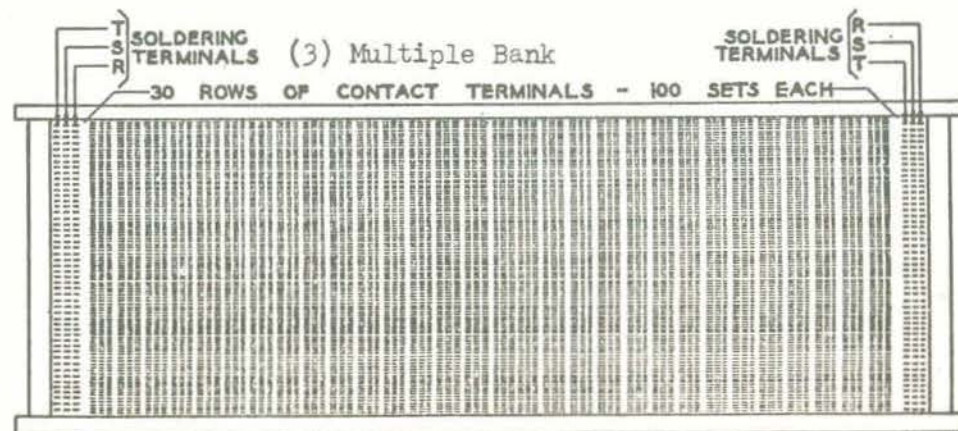 T
S
R
SOLDERING
TERMINALS
(3) Multiple Bank
SOLDERING
TERMINALS
R
S
T
30 ROWS OF CONTACT TERMINALS - 100 SETS EACH